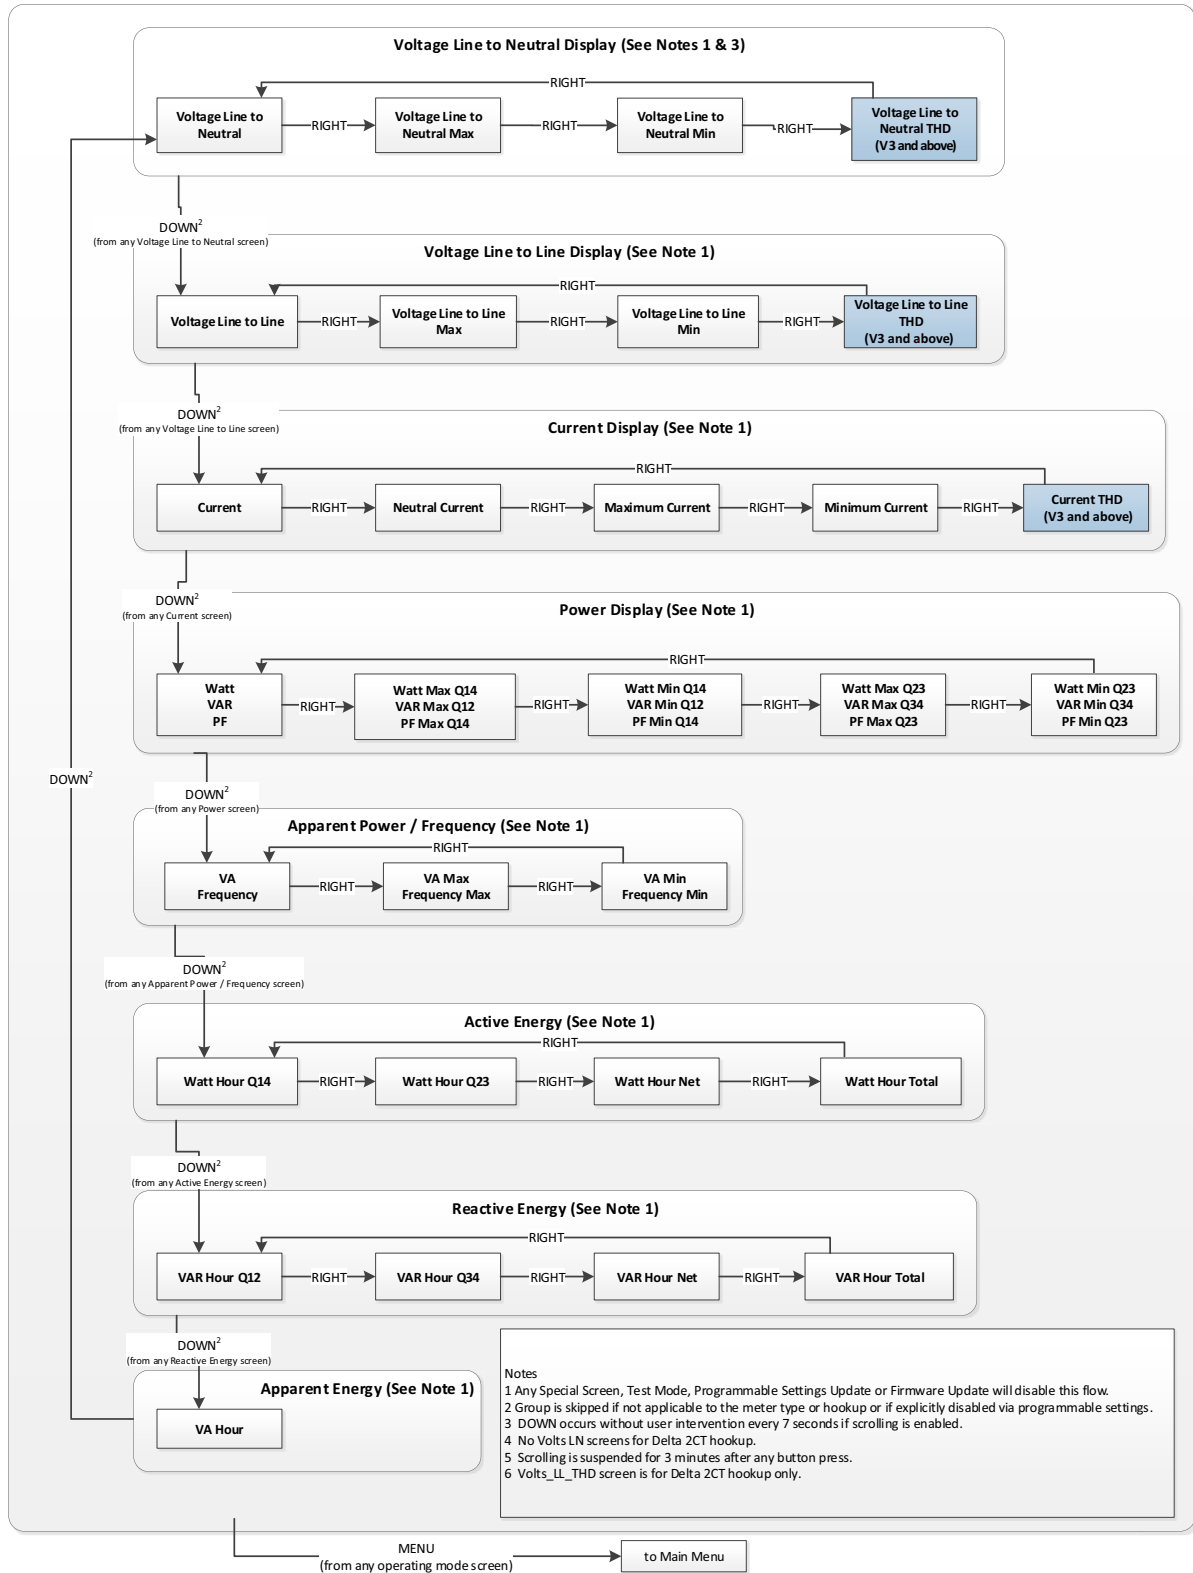 Voltage Line to Neutral Display (See Notes 1 & 3)
RIGHT
Voltage Line to
Neutral
RIGHT
Voltage Line to
Neutral Max
RIGHT
Voltage Line to
Neutral Min
RIGHT
Voltage Line to
Neutral THD
(V3 and above)
DOWN²
(from any Voltage Line to Neutral screen)
Voltage Line to Line Display (See Note 1)
RIGHT
Voltage Line to Line
RIGHT
Voltage Line to Line
Max
RIGHT
Voltage Line to Line
Min
RIGHT
Voltage Line to Line
THD
(V3 and above)
DOWN²
(from any Voltage Line to Line screen)
Current Display (See Note 1)
RIGHT
Current
RIGHT
Neutral Current
RIGHT
Maximum Current
RIGHT
Minimum Current
RIGHT
Current THD
(V3 and above)
DOWN²
(from any Current screen)
Power Display (See Note 1)
RIGHT
Watt
VAR
PF
RIGHT
Watt Max Q14
VAR Max Q12
PF Max Q14
RIGHT
Watt Min Q14
VAR Min Q12
PF Min Q14
RIGHT
Watt Max Q23
VAR Max Q34
PF Max Q23
RIGHT
Watt Min Q23
VAR Min Q34
PF Min Q23
DOWN²
DOWN²
(from any Power screen)
Apparent Power / Frequency (See Note 1)
RIGHT
VA
Frequency
RIGHT
VA Max
Frequency Max
RIGHT
VA Min
Frequency Min
DOWN²
(from any Apparent Power / Frequency screen)
Active Energy (See Note 1)
RIGHT
Watt Hour Q14
RIGHT
Watt Hour Q23
RIGHT
Watt Hour Net
RIGHT
Watt Hour Total
DOWN²
(from any Active Energy screen)
Reactive Energy (See Note 1)
RIGHT
VAR Hour Q12
RIGHT
VAR Hour Q34
RIGHT
VAR Hour Net
RIGHT
VAR Hour Total
DOWN²
(from any Reactive Energy screen)
Apparent Energy (See Note 1)
VA Hour
Notes
1 Any Special Screen, Test Mode, Programmable Settings Update or Firmware Update will disable this flow.
2 Group is skipped if not applicable to the meter type or hookup or if explicitly disabled via programmable settings.
3 DOWN occurs without user intervention every 7 seconds if scrolling is enabled.
4 No Volts LN screens for Delta 2CT hookup.
5 Scrolling is suspended for 3 minutes after any button press.
6 Volts_LL_THD screen is for Delta 2CT hookup only.
MENU
(from any operating mode screen)
to Main Menu